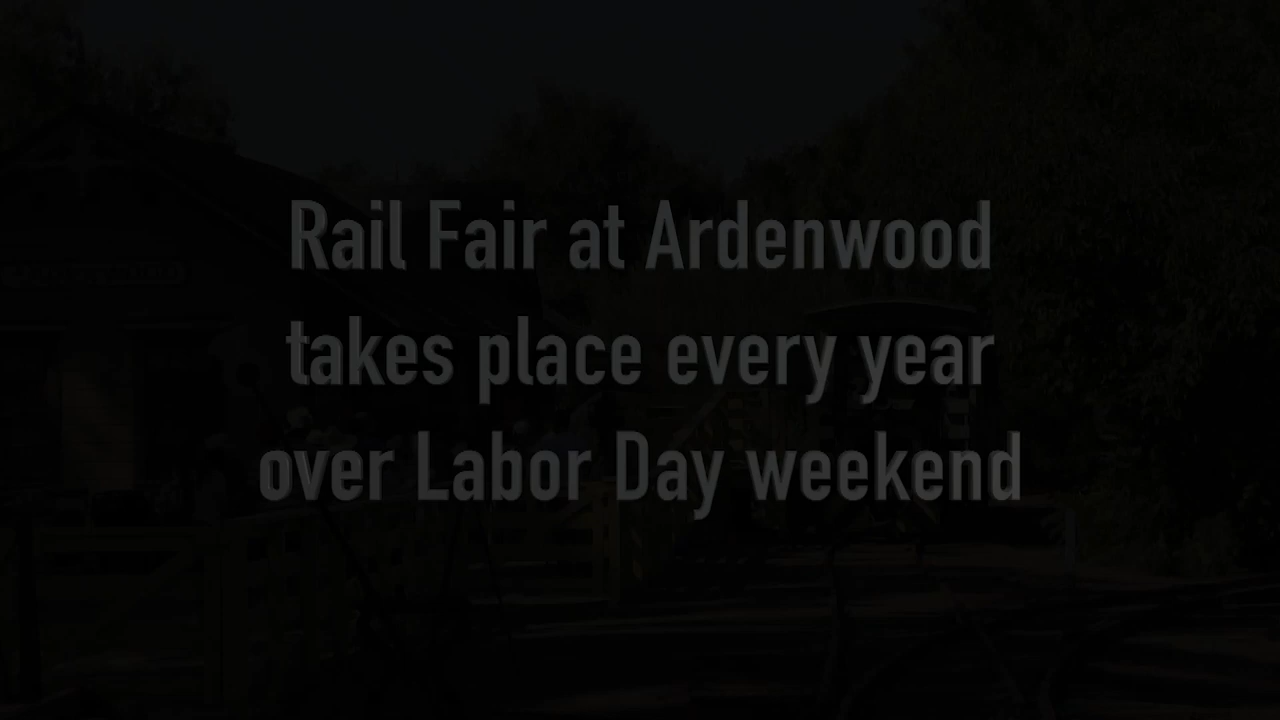 Rail Fair at Ardenwood
takes place every year
over Labor Day weekend